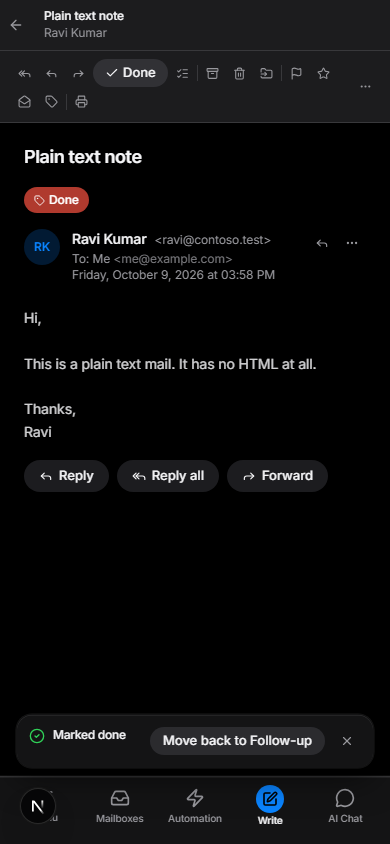 Plain text note
Ravi Kumar
Done
Plain text note
Done
RK
Ravi Kumar <ravi@contoso.test>
To: Me <me@example.com>
Friday, October 9, 2026 at 03:58 PM
Hi,
This is a plain text mail. It has no HTML at all.
Thanks,
Ravi
Reply Reply all Forward
Marked done Move back to Follow-up
N Mailboxes Automation Write AI Chat